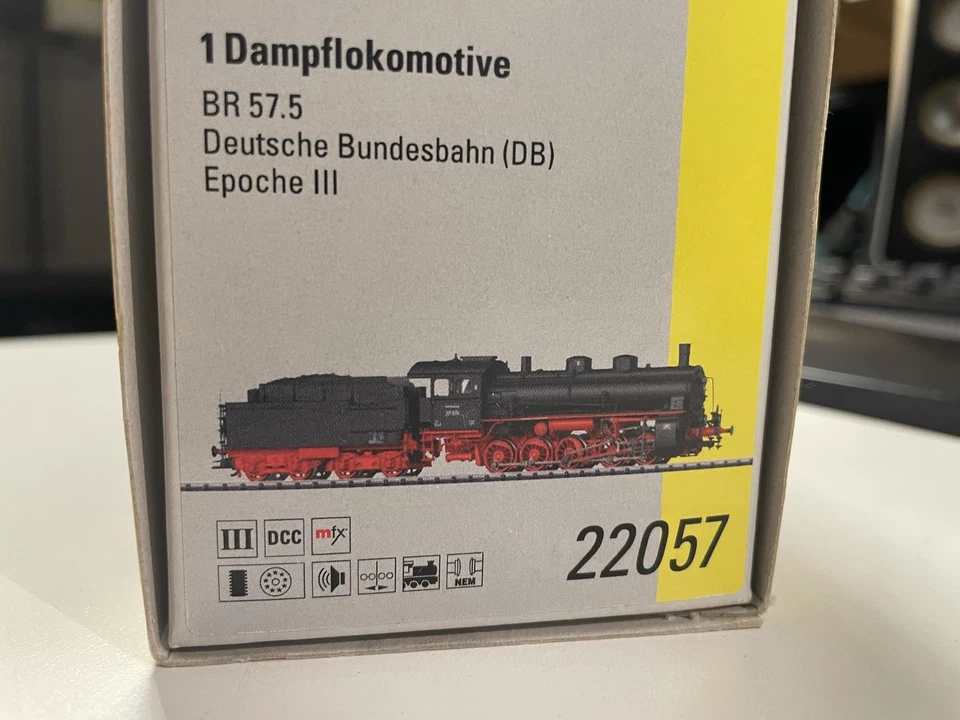 1 Dampflokomotive
BR 57.5
Deutsche Bundesbahn (DB)
Epoche III
III DCC mfx
NEM
22057